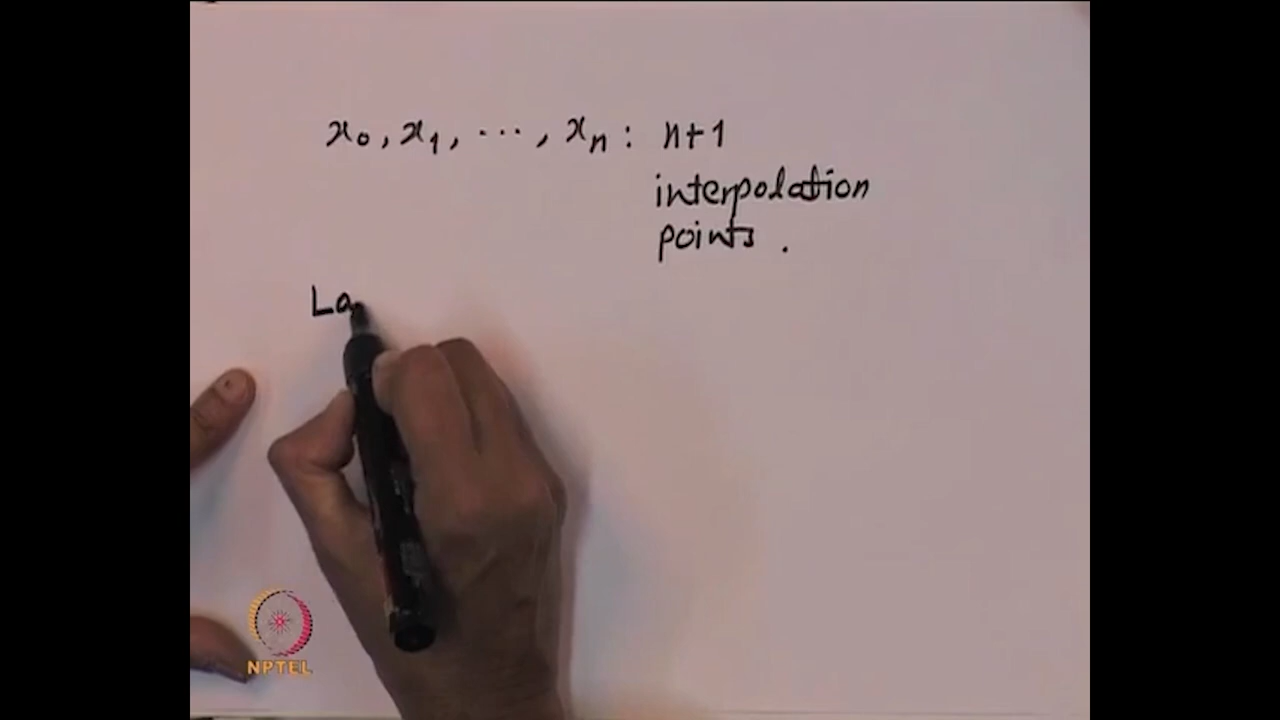 x₀, x₁, ⋯, xₙ : n+1
interpolation
points .
La
NPTEL